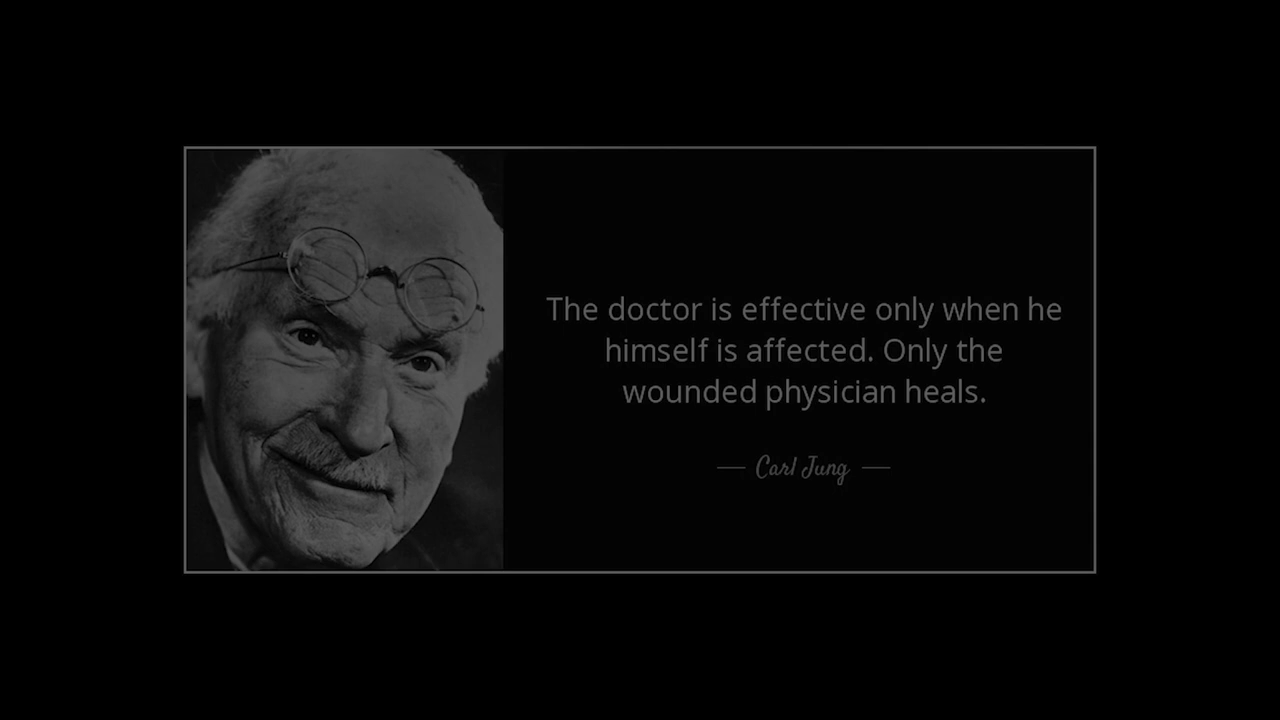 The doctor is effective only when he
himself is affected. Only the
wounded physician heals.
— Carl Jung —